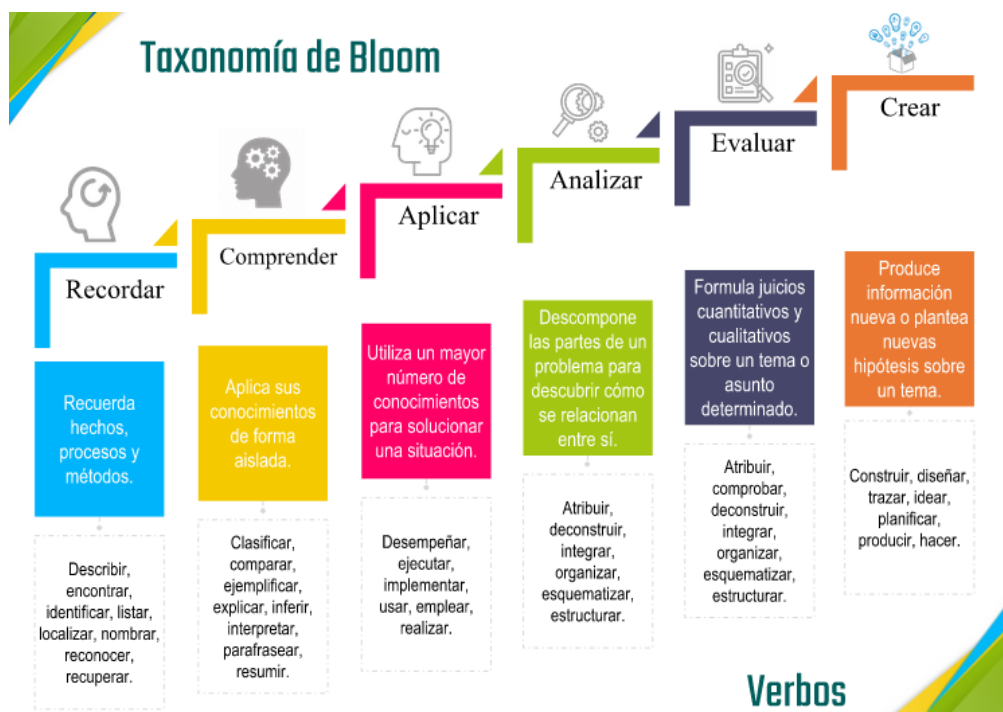 Taxonomía de Bloom
Recordar
Comprender
Aplicar
Analizar
Evaluar
Crear
Recuerda
hechos,
procesos y
métodos.
Aplica sus
conocimientos
de forma
aislada.
Utiliza un mayor
número de
conocimientos
para solucionar
una situación.
Descompone
las partes de un
problema para
descubrir cómo
se relacionan
entre sí.
Formula juicios
cuantitativos y
cualitativos
sobre un tema o
asunto
determinado.
Produce
información
nueva o plantea
nuevas
hipótesis sobre
un tema.
Describir,
encontrar,
identificar, listar,
localizar, nombrar,
reconocer,
recuperar.
Clasificar,
comparar,
ejemplificar,
explicar, inferir,
interpretar,
parafrasear,
resumir.
Desempeñar,
ejecutar,
implementar,
usar, emplear,
realizar.
Atribuir,
deconstruir,
integrar,
organizar,
esquematizar,
estructurar.
Atribuir,
comprobar,
deconstruir,
integrar,
organizar,
esquematizar,
estructurar.
Construir, diseñar,
trazar, idear,
planificar,
producir, hacer.
Verbos